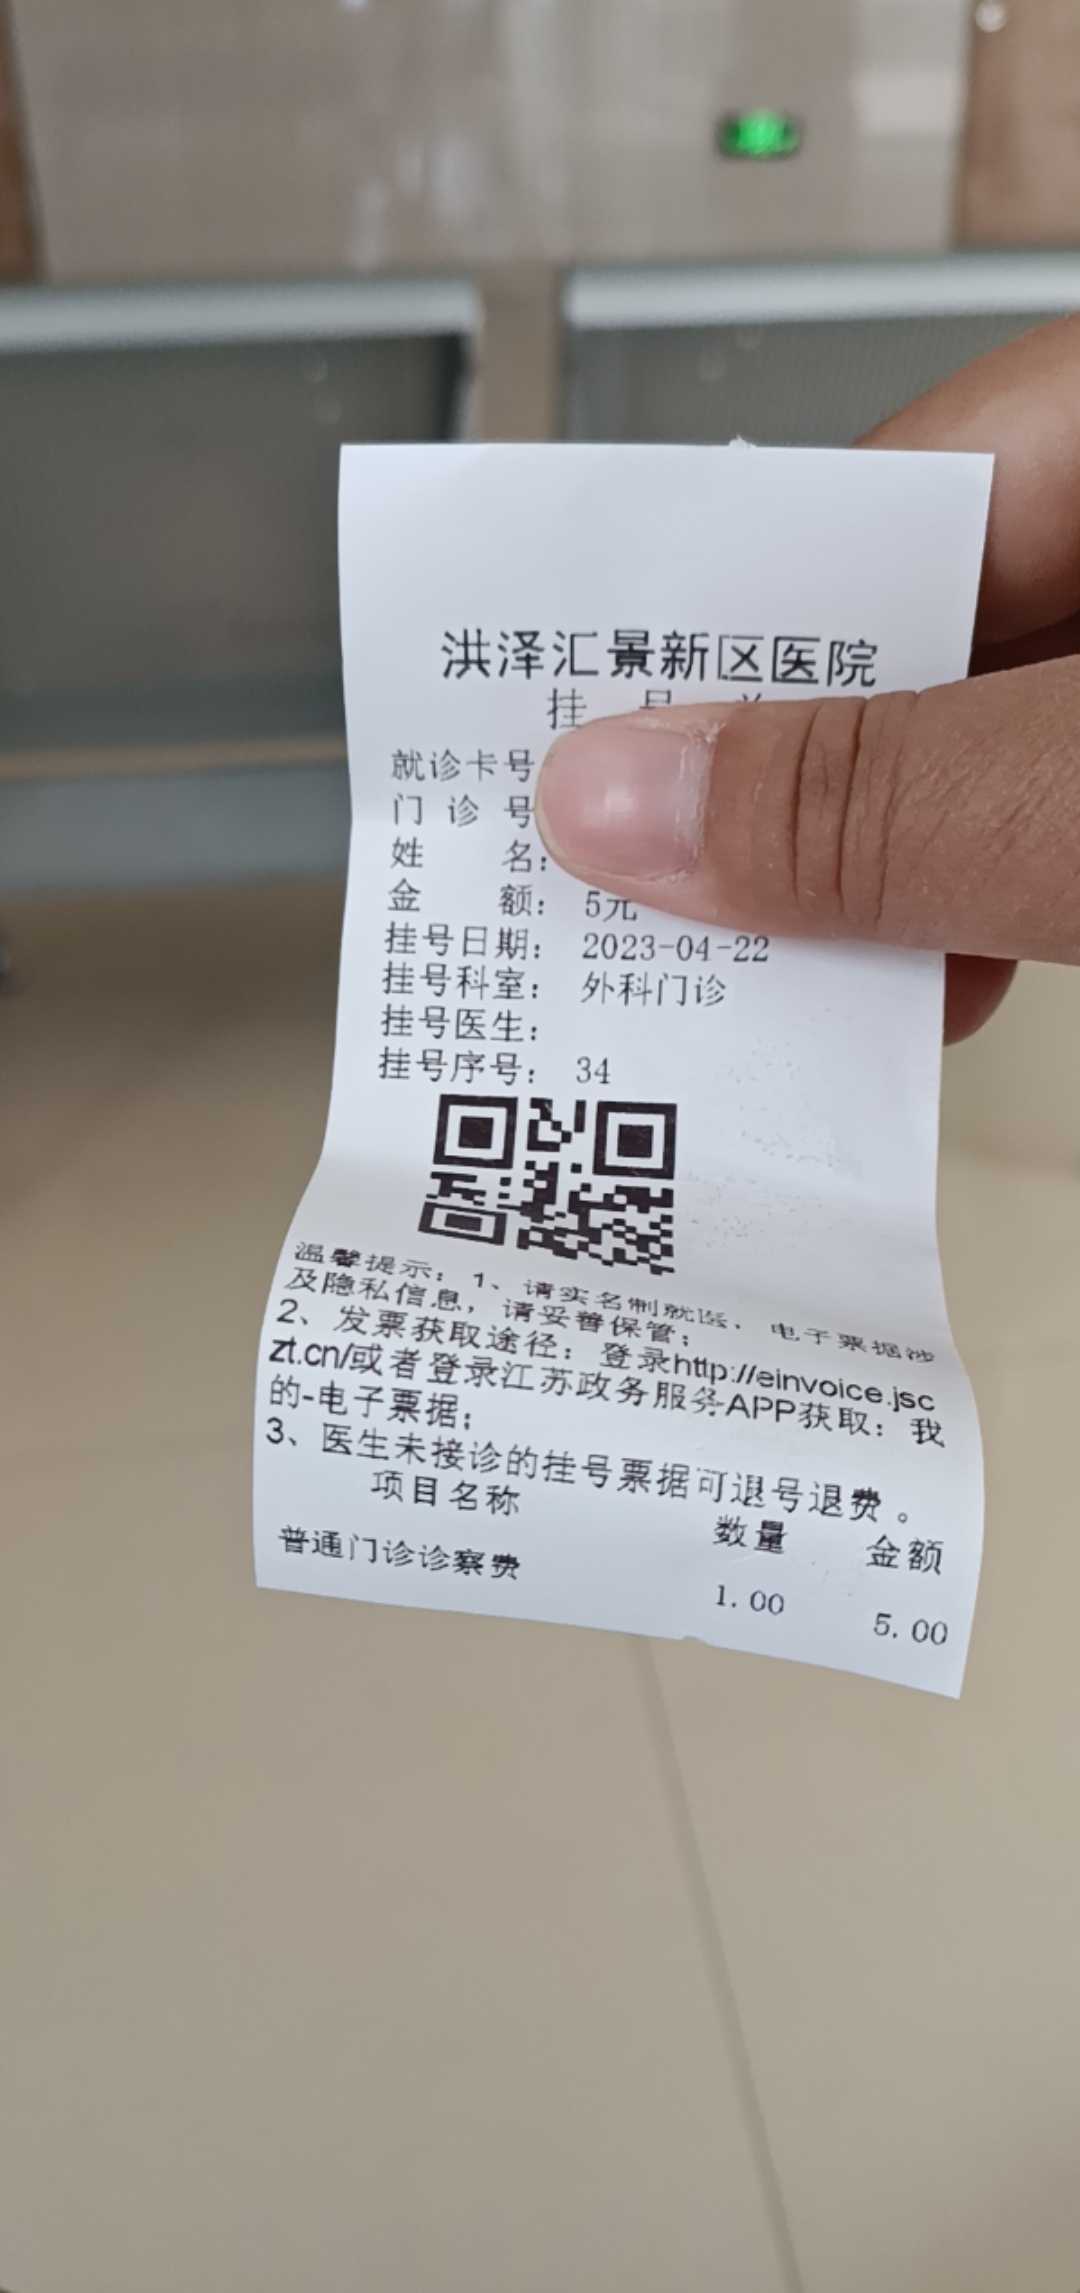 洪泽汇景新区医院
挂 号
就诊卡号
门 诊 号
姓 名：
金 额： 5元
挂号日期： 2023-04-22
挂号科室： 外科门诊
挂号医生：
挂号序号： 34
温馨提示：1、请实名制就医，电子票据涉
及隐私信息，请妥善保管；
2、发票获取途径：登录http://einvoice.jsc
zt.cn/或者登录江苏政务服务APP获取：我
的-电子票据；
3、医生未接诊的挂号票据可退号退费。
项目名称 数量 金额
普通门诊诊察费 1.00 5.00